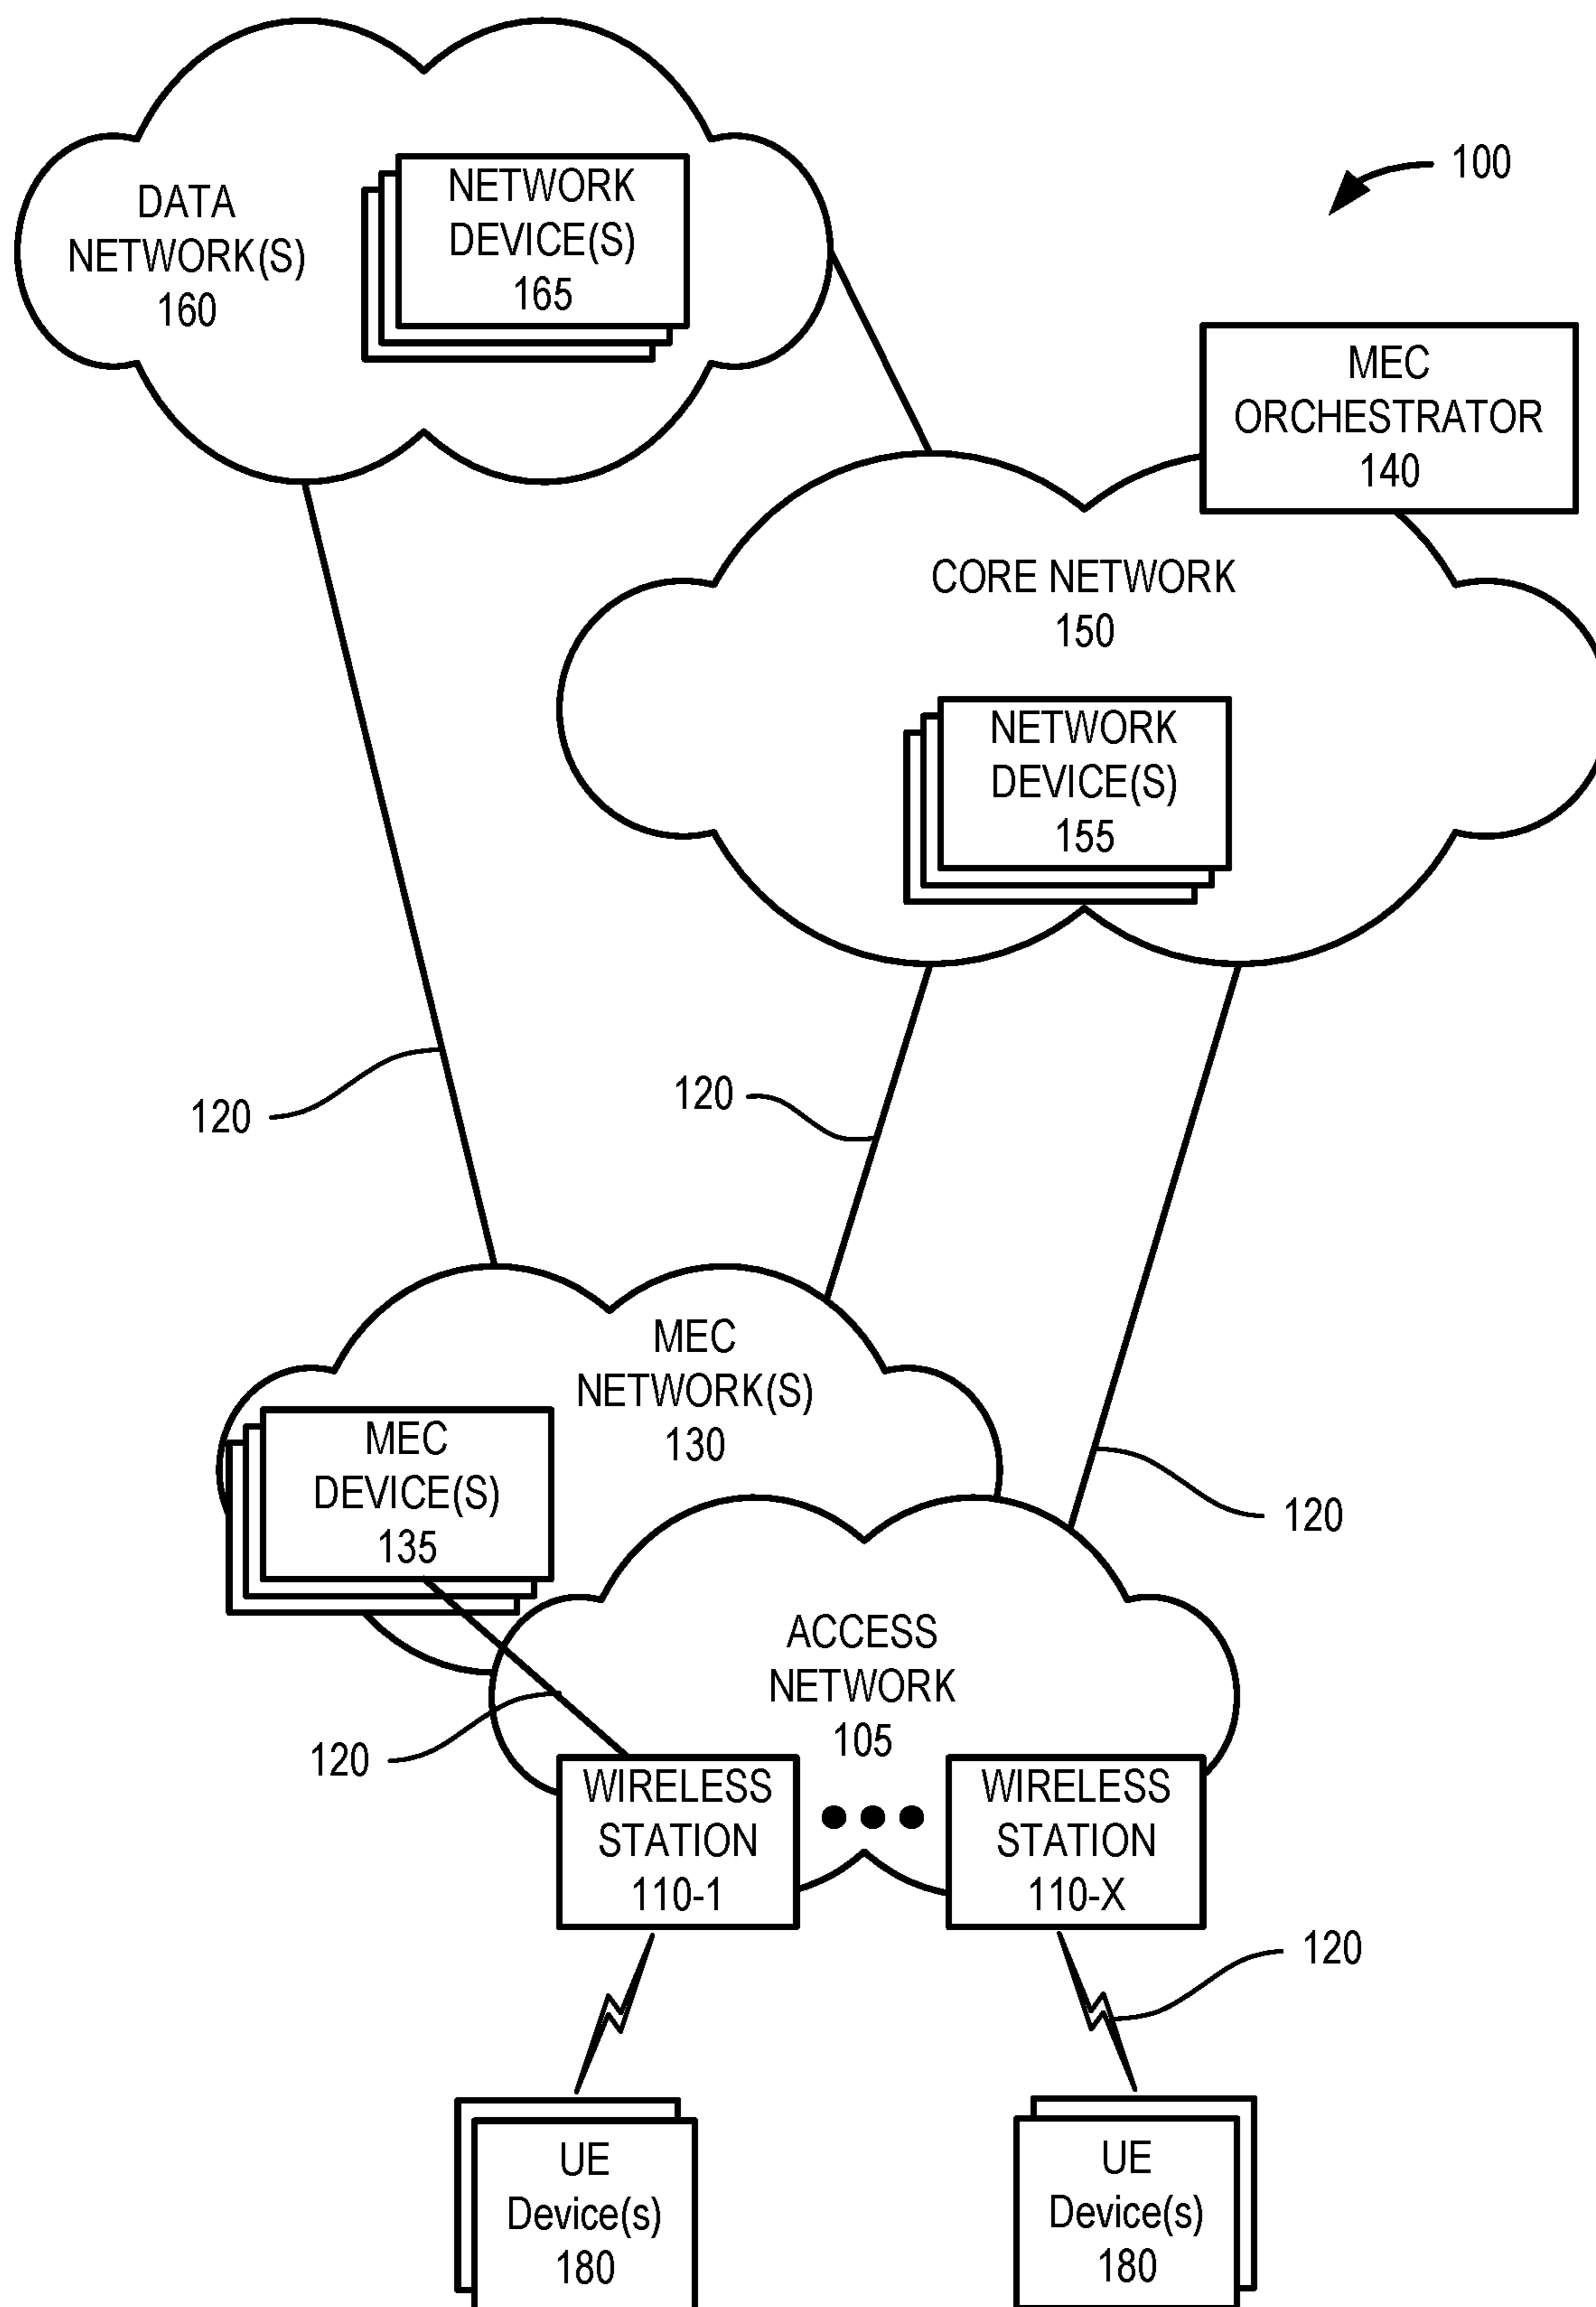 100
DATA
NETWORK(S)
160
NETWORK
DEVICE(S)
165
MEC
ORCHESTRATOR
140
CORE NETWORK
150
NETWORK
DEVICE(S)
155
120
120
MEC
NETWORK(S)
130
MEC
DEVICE(S)
135
120
ACCESS
NETWORK
105
120
WIRELESS
STATION
110-1
WIRELESS
STATION
110-X
120
UE
Device(s)
180
UE
Device(s)
180